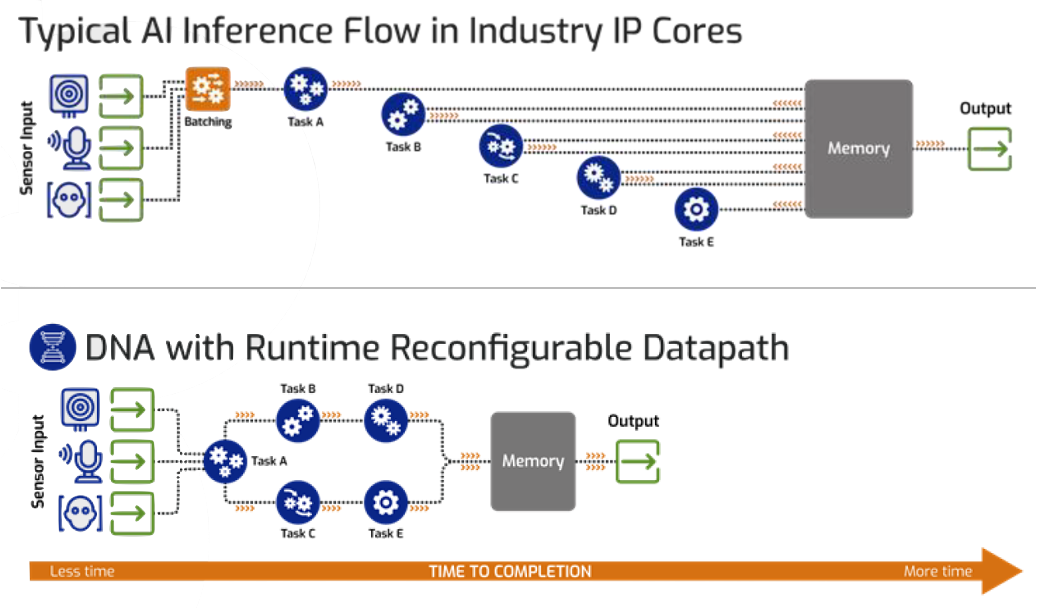 Typical AI Inference Flow in Industry IP Cores
Sensor Input
Batching
Task A
Task B
Task C
Task D
Task E
Memory
Output
DNA with Runtime Reconfigurable Datapath
Sensor Input
Task A
Task B
Task D
Task C
Task E
Memory
Output
Less time
TIME TO COMPLETION
More time